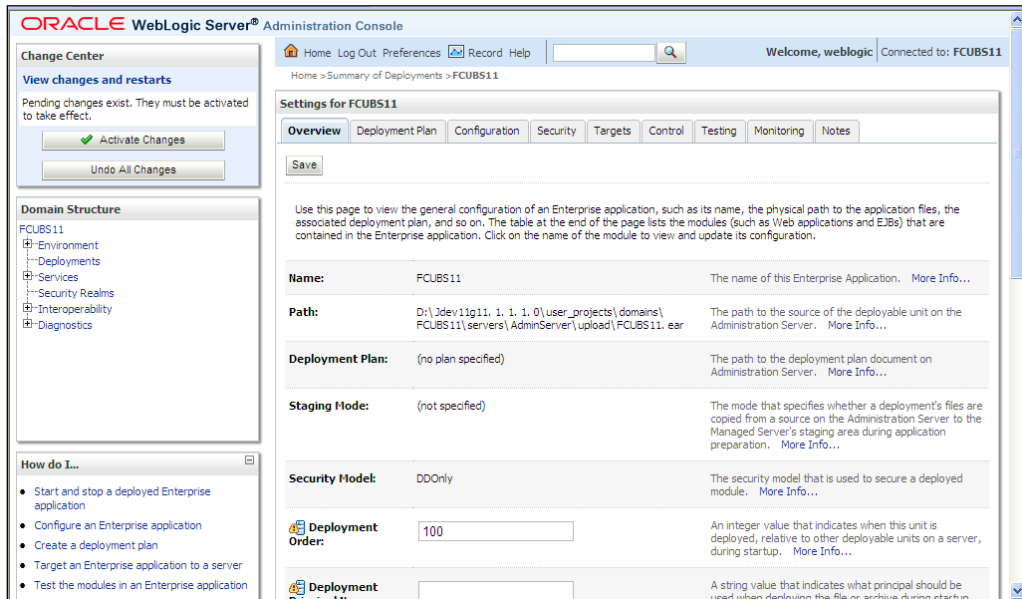 ORACLE WebLogic Server® Administration Console
Change Center
View changes and restarts
Pending changes exist. They must be activated
to take effect.
Activate Changes
Undo All Changes
Domain Structure
FCUBS11
Environment
Deployments
Services
Security Realms
Interoperability
Diagnostics
How do I...
Start and stop a deployed Enterprise
application
Configure an Enterprise application
Create a deployment plan
Target an Enterprise application to a server
Test the modules in an Enterprise application
Home Log Out Preferences Record Help
Welcome, weblogic Connected to: FCUBS11
Home >Summary of Deployments >FCUBS11
Settings for FCUBS11
Overview Deployment Plan Configuration Security Targets Control Testing Monitoring Notes
Save
Use this page to view the general configuration of an Enterprise application, such as its name, the physical path to the application files, the
associated deployment plan, and so on. The table at the end of the page lists the modules (such as Web applications and EJBs) that are
contained in the Enterprise application. Click on the name of the module to view and update its configuration.
Name: FCUBS11 The name of this Enterprise Application. More Info...
Path: D:\Jdev11g11. 1. 1. 1. 0\user_projects\domains\ The path to the source of the deployable unit on the
FCUBS11\servers\AdminServer\upload\FCUBS11. ear Administration Server. More Info...
Deployment Plan: (no plan specified) The path to the deployment plan document on
Administration Server. More Info...
Staging Mode: (not specified) The mode that specifies whether a deployment's files are
copied from a source on the Administration Server to the
Managed Server's staging area during application
preparation. More Info...
Security Model: DDOnly The security model that is used to secure a deployed
module. More Info...
Deployment 100 An integer value that indicates when this unit is
Order: deployed, relative to other deployable units on a server,
during startup. More Info...
Deployment A string value that indicates what principal should be
used when deploying the file or archive during startup